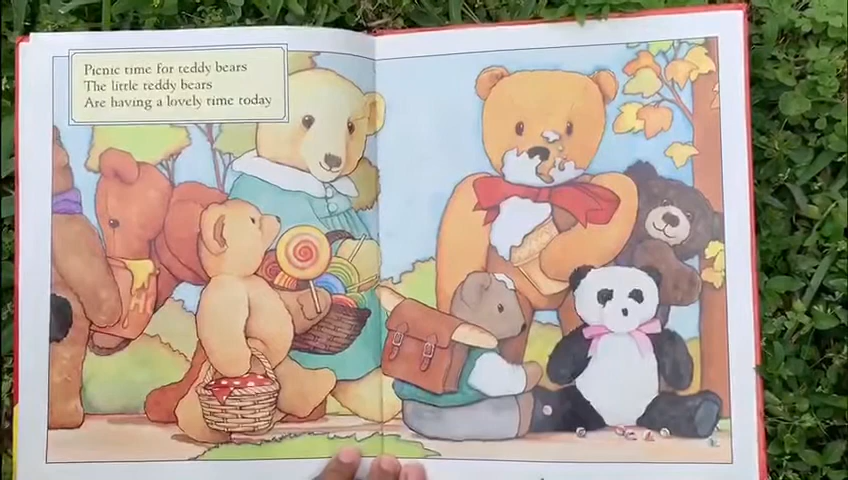 Picnic time for teddy bears
The little teddy bears
Are having a lovely time today